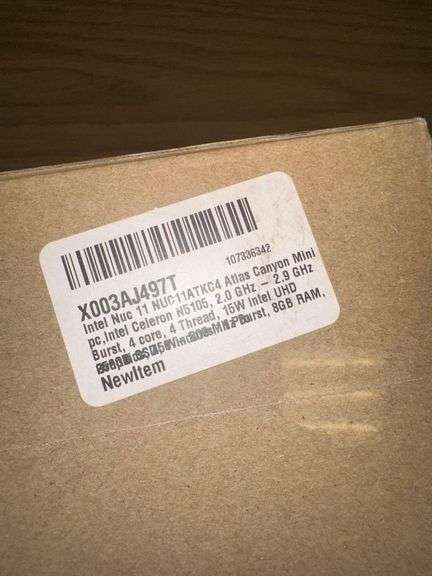 107336342
X003AJ497T
Intel Nuc 11 NUC11ATKC4 Atlas Canyon Mini
pc,Intel Celeron N5105, 2.0 GHz – 2.9 GHz
Burst, 4 core, 4 Thread, 15W Intel UHD
Burst, 8GB RAM,
NewItem